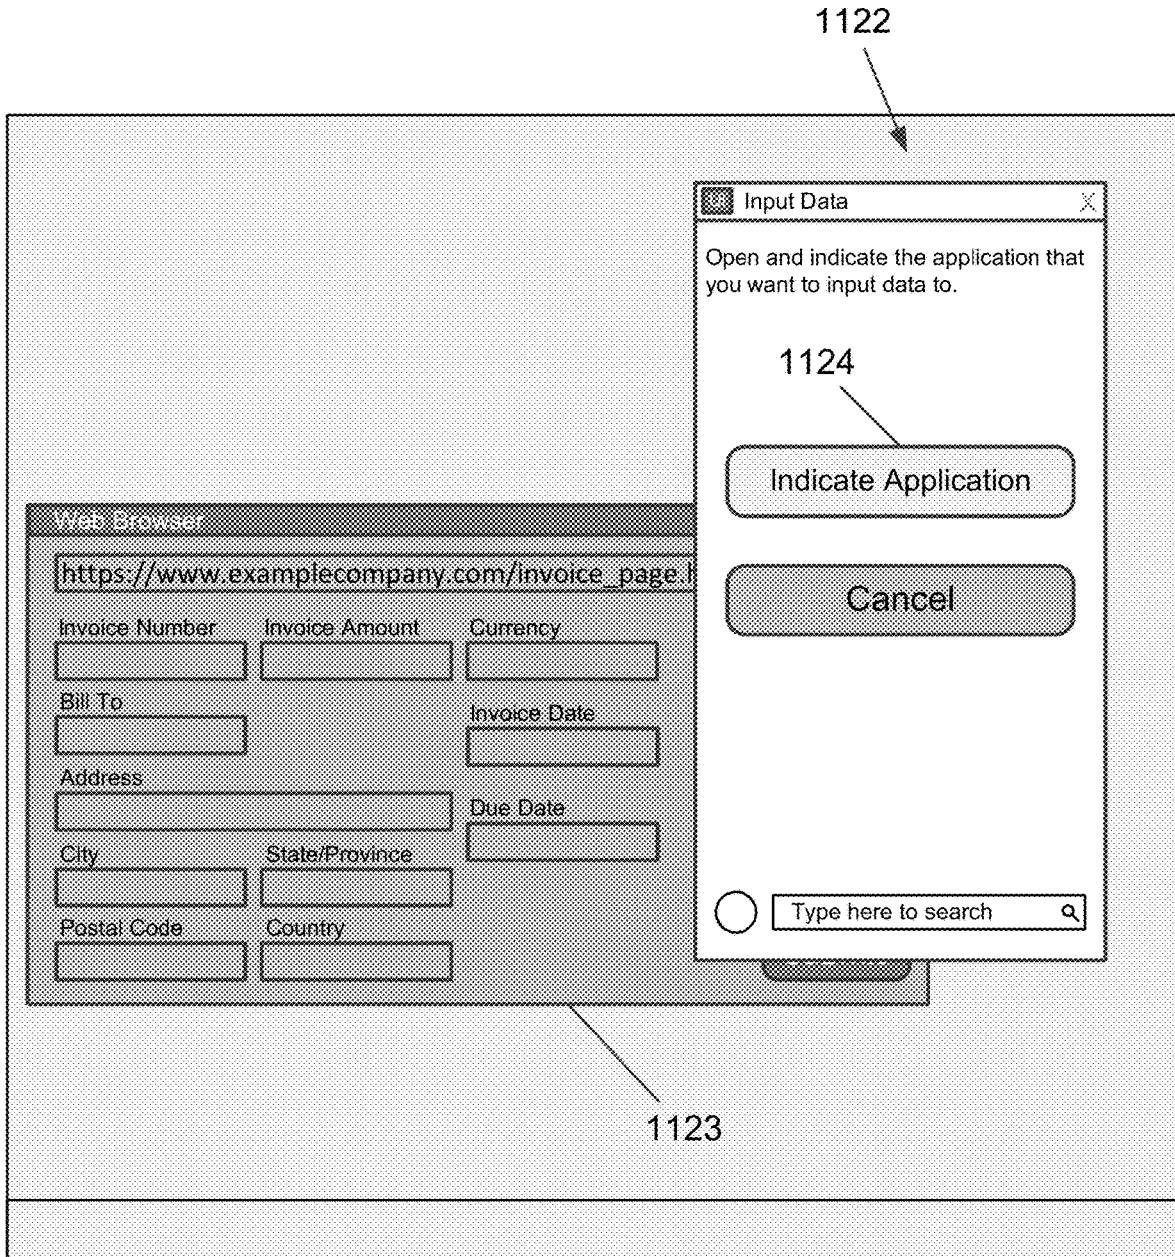 1122
Input Data
X
Open and indicate the application that
you want to input data to.
1124
Indicate Application
Cancel
Type here to search
Web Browser
https://www.examplecompany.com/invoice_page.
Invoice Number Invoice Amount Currency
Bill To
Invoice Date
Address
Due Date
City State/Province
Postal Code Country
1123